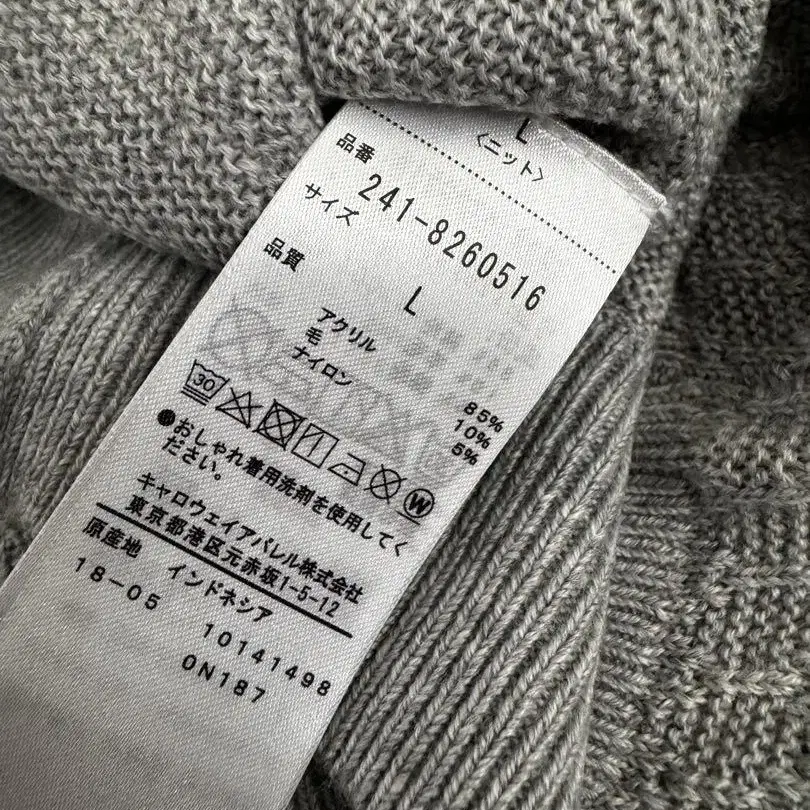 L
〈ニット〉
品番 241-8260516
サイズ L
品質
アクリル 85%
毛 10%
ナイロン 5%
30
W
●おしゃれ着用洗剤を使用してく
ださい。
キャロウェイアパレル株式会社
東京都港区元赤坂1-5-12
原産地 インドネシア
18-05 10141498
0N187